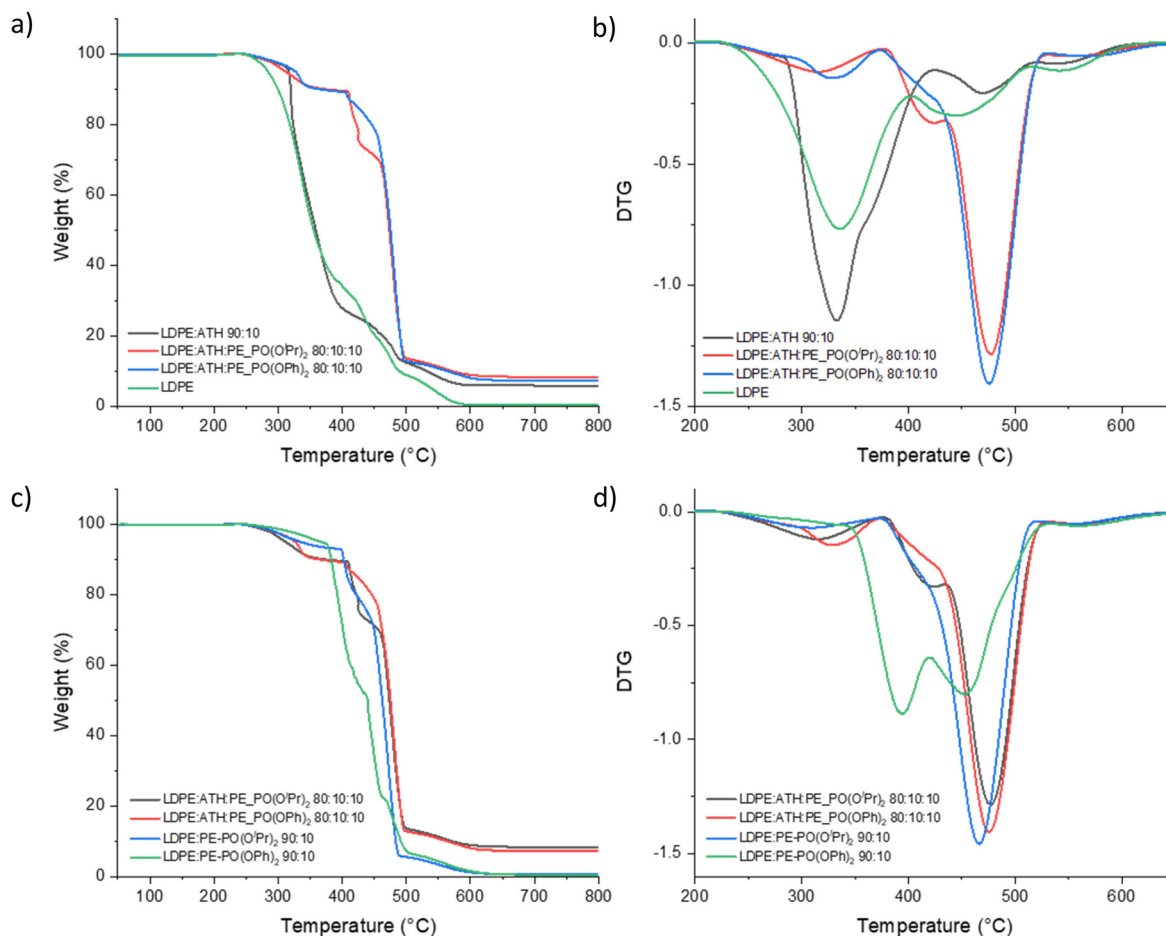 a)
100
80
60
40
20
0
Weight (%)
LDPE:ATH 90:10
LDPE:ATH:PE_PO(OⁱPr)₂ 80:10:10
LDPE:ATH:PE_PO(OPh)₂ 80:10:10
LDPE
100 200 300 400 500 600 700 800
Temperature (°C)
b)
0.0
-0.5
-1.0
-1.5
DTG
LDPE:ATH 90:10
LDPE:ATH:PE_PO(OⁱPr)₂ 80:10:10
LDPE:ATH:PE_PO(OPh)₂ 80:10:10
LDPE
200 300 400 500 600
Temperature (°C)
c)
100
80
60
40
20
0
Weight (%)
LDPE:ATH:PE_PO(OⁱPr)₂ 80:10:10
LDPE:ATH:PE_PO(OPh)₂ 80:10:10
LDPE:PE-PO(OⁱPr)₂ 90:10
LDPE:PE-PO(OPh)₂ 90:10
100 200 300 400 500 600 700 800
Temperature (°C)
d)
0.0
-0.5
-1.0
-1.5
DTG
LDPE:ATH:PE_PO(OⁱPr)₂ 80:10:10
LDPE:ATH:PE_PO(OPh)₂ 80:10:10
LDPE:PE-PO(OⁱPr)₂ 90:10
LDPE:PE-PO(OPh)₂ 90:10
200 300 400 500 600
Temperature (°C)